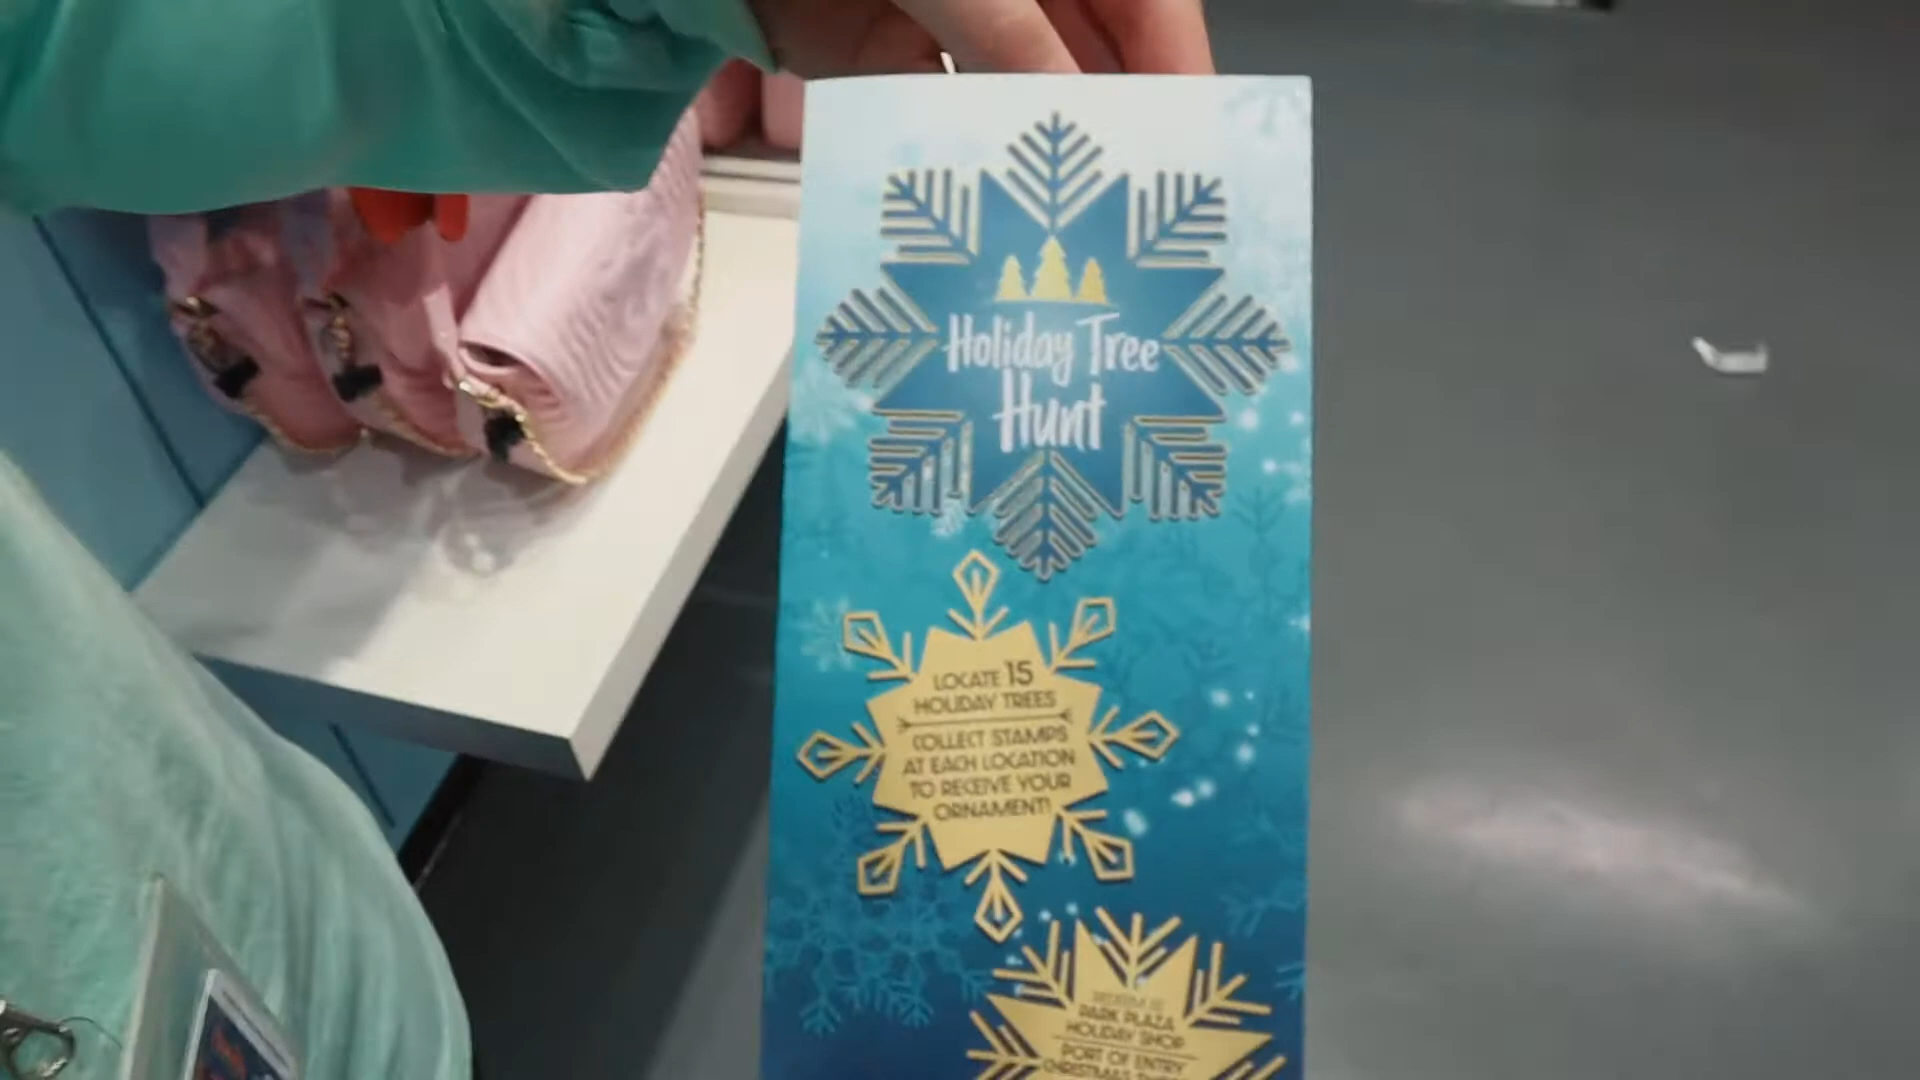 Holiday Tree
Hunt
LOCATE 15
HOLIDAY TREES
COLLECT STAMPS
AT EACH LOCATION
TO RECEIVE YOUR
ORNAMENT!
PARK PLAZA
HOLIDAY SHOP
PORT OF ENTRY
CHRISTMAS